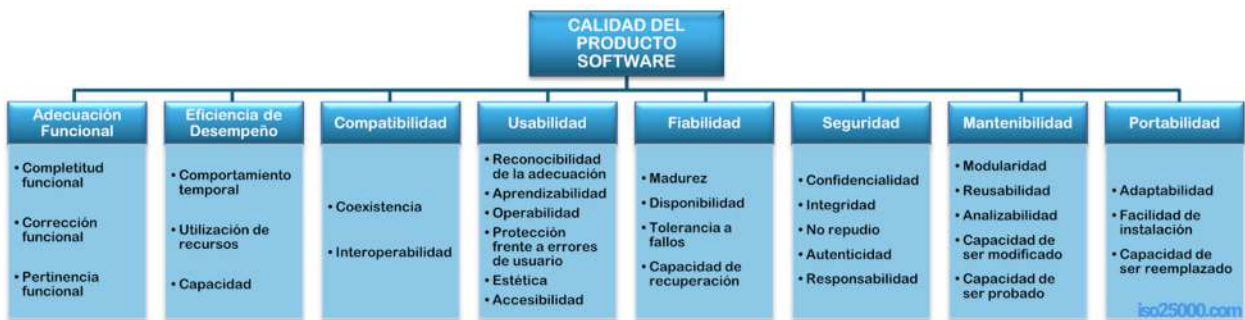 CALIDAD DEL
PRODUCTO
SOFTWARE
Adecuación
Funcional
• Completitud
funcional
• Corrección
funcional
• Pertinencia
funcional
Eficiencia de
Desempeño
• Comportamiento
temporal
• Utilización de
recursos
• Capacidad
Compatibilidad
• Coexistencia
• Interoperabilidad
Usabilidad
• Reconocibilidad
de la adecuación
• Aprendizabilidad
• Operabilidad
• Protección
frente a errores
de usuario
• Estética
• Accesibilidad
Fiabilidad
• Madurez
• Disponibilidad
• Tolerancia a
fallos
• Capacidad de
recuperación
Seguridad
• Confidencialidad
• Integridad
• No repudio
• Autenticidad
• Responsabilidad
Mantenibilidad
• Modularidad
• Reusabilidad
• Analizabilidad
• Capacidad de
ser modificado
• Capacidad de
ser probado
Portabilidad
• Adaptabilidad
• Facilidad de
instalación
• Capacidad de
ser reemplazado
iso25000.com